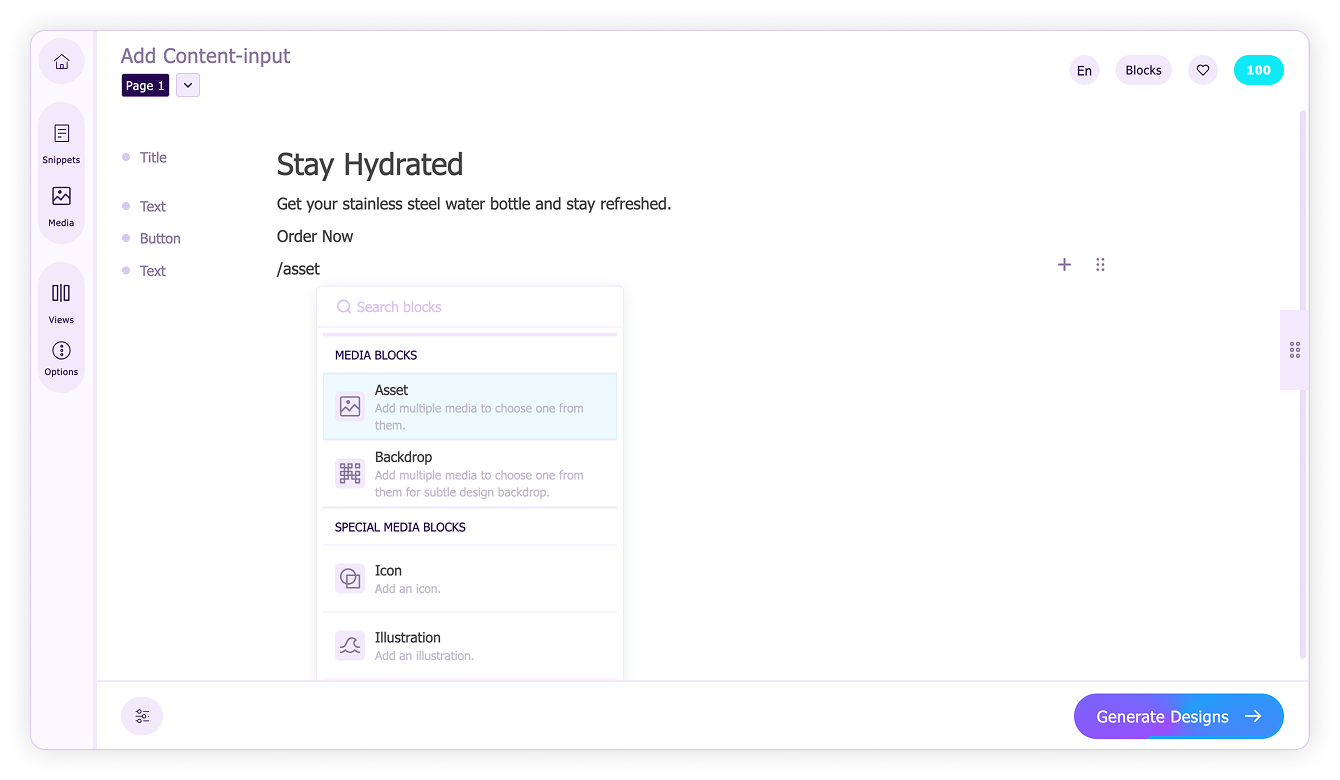 Add Content-input
Page 1
En
Blocks
100
Snippets
Media
Views
Options
Title
Stay Hydrated
Text
Get your stainless steel water bottle and stay refreshed.
Button
Order Now
Text
/asset
Search blocks
MEDIA BLOCKS
Asset
Add multiple media to choose one from
them.
Backdrop
Add multiple media to choose one from
them for subtle design backdrop.
SPECIAL MEDIA BLOCKS
Icon
Add an icon.
Illustration
Add an illustration.
Generate Designs